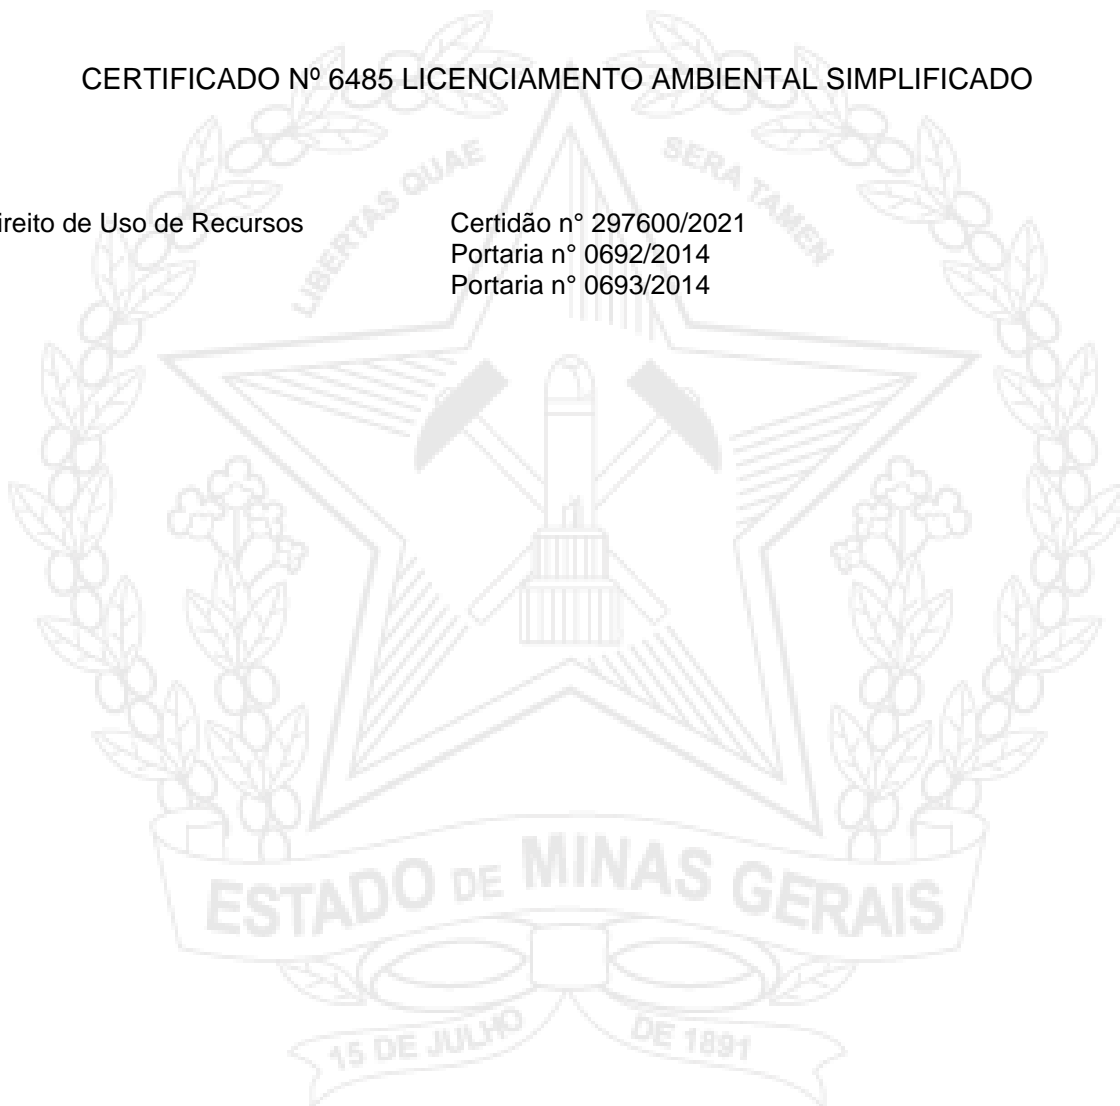 CERTIFICADO Nº 6485 LICENCIAMENTO AMBIENTAL SIMPLIFICADO
LIBERTAS QUAE SERA TAMEN
ireito de Uso de Recursos
Certidão n° 297600/2021
Portaria n° 0692/2014
Portaria n° 0693/2014
ESTADO DE MINAS GERAIS
15 DE JULHO DE 1891